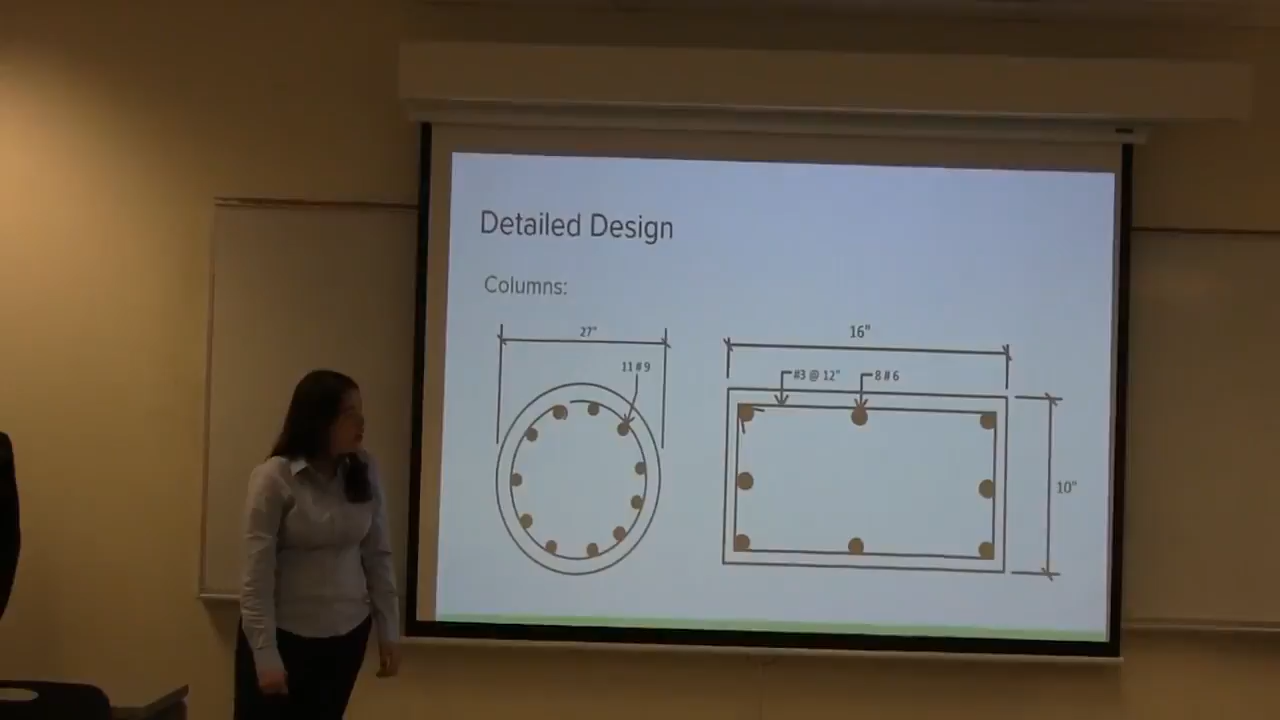 Detailed Design
Columns:
27"
11 # 9
16"
#3 @ 12"
8 # 6
10"